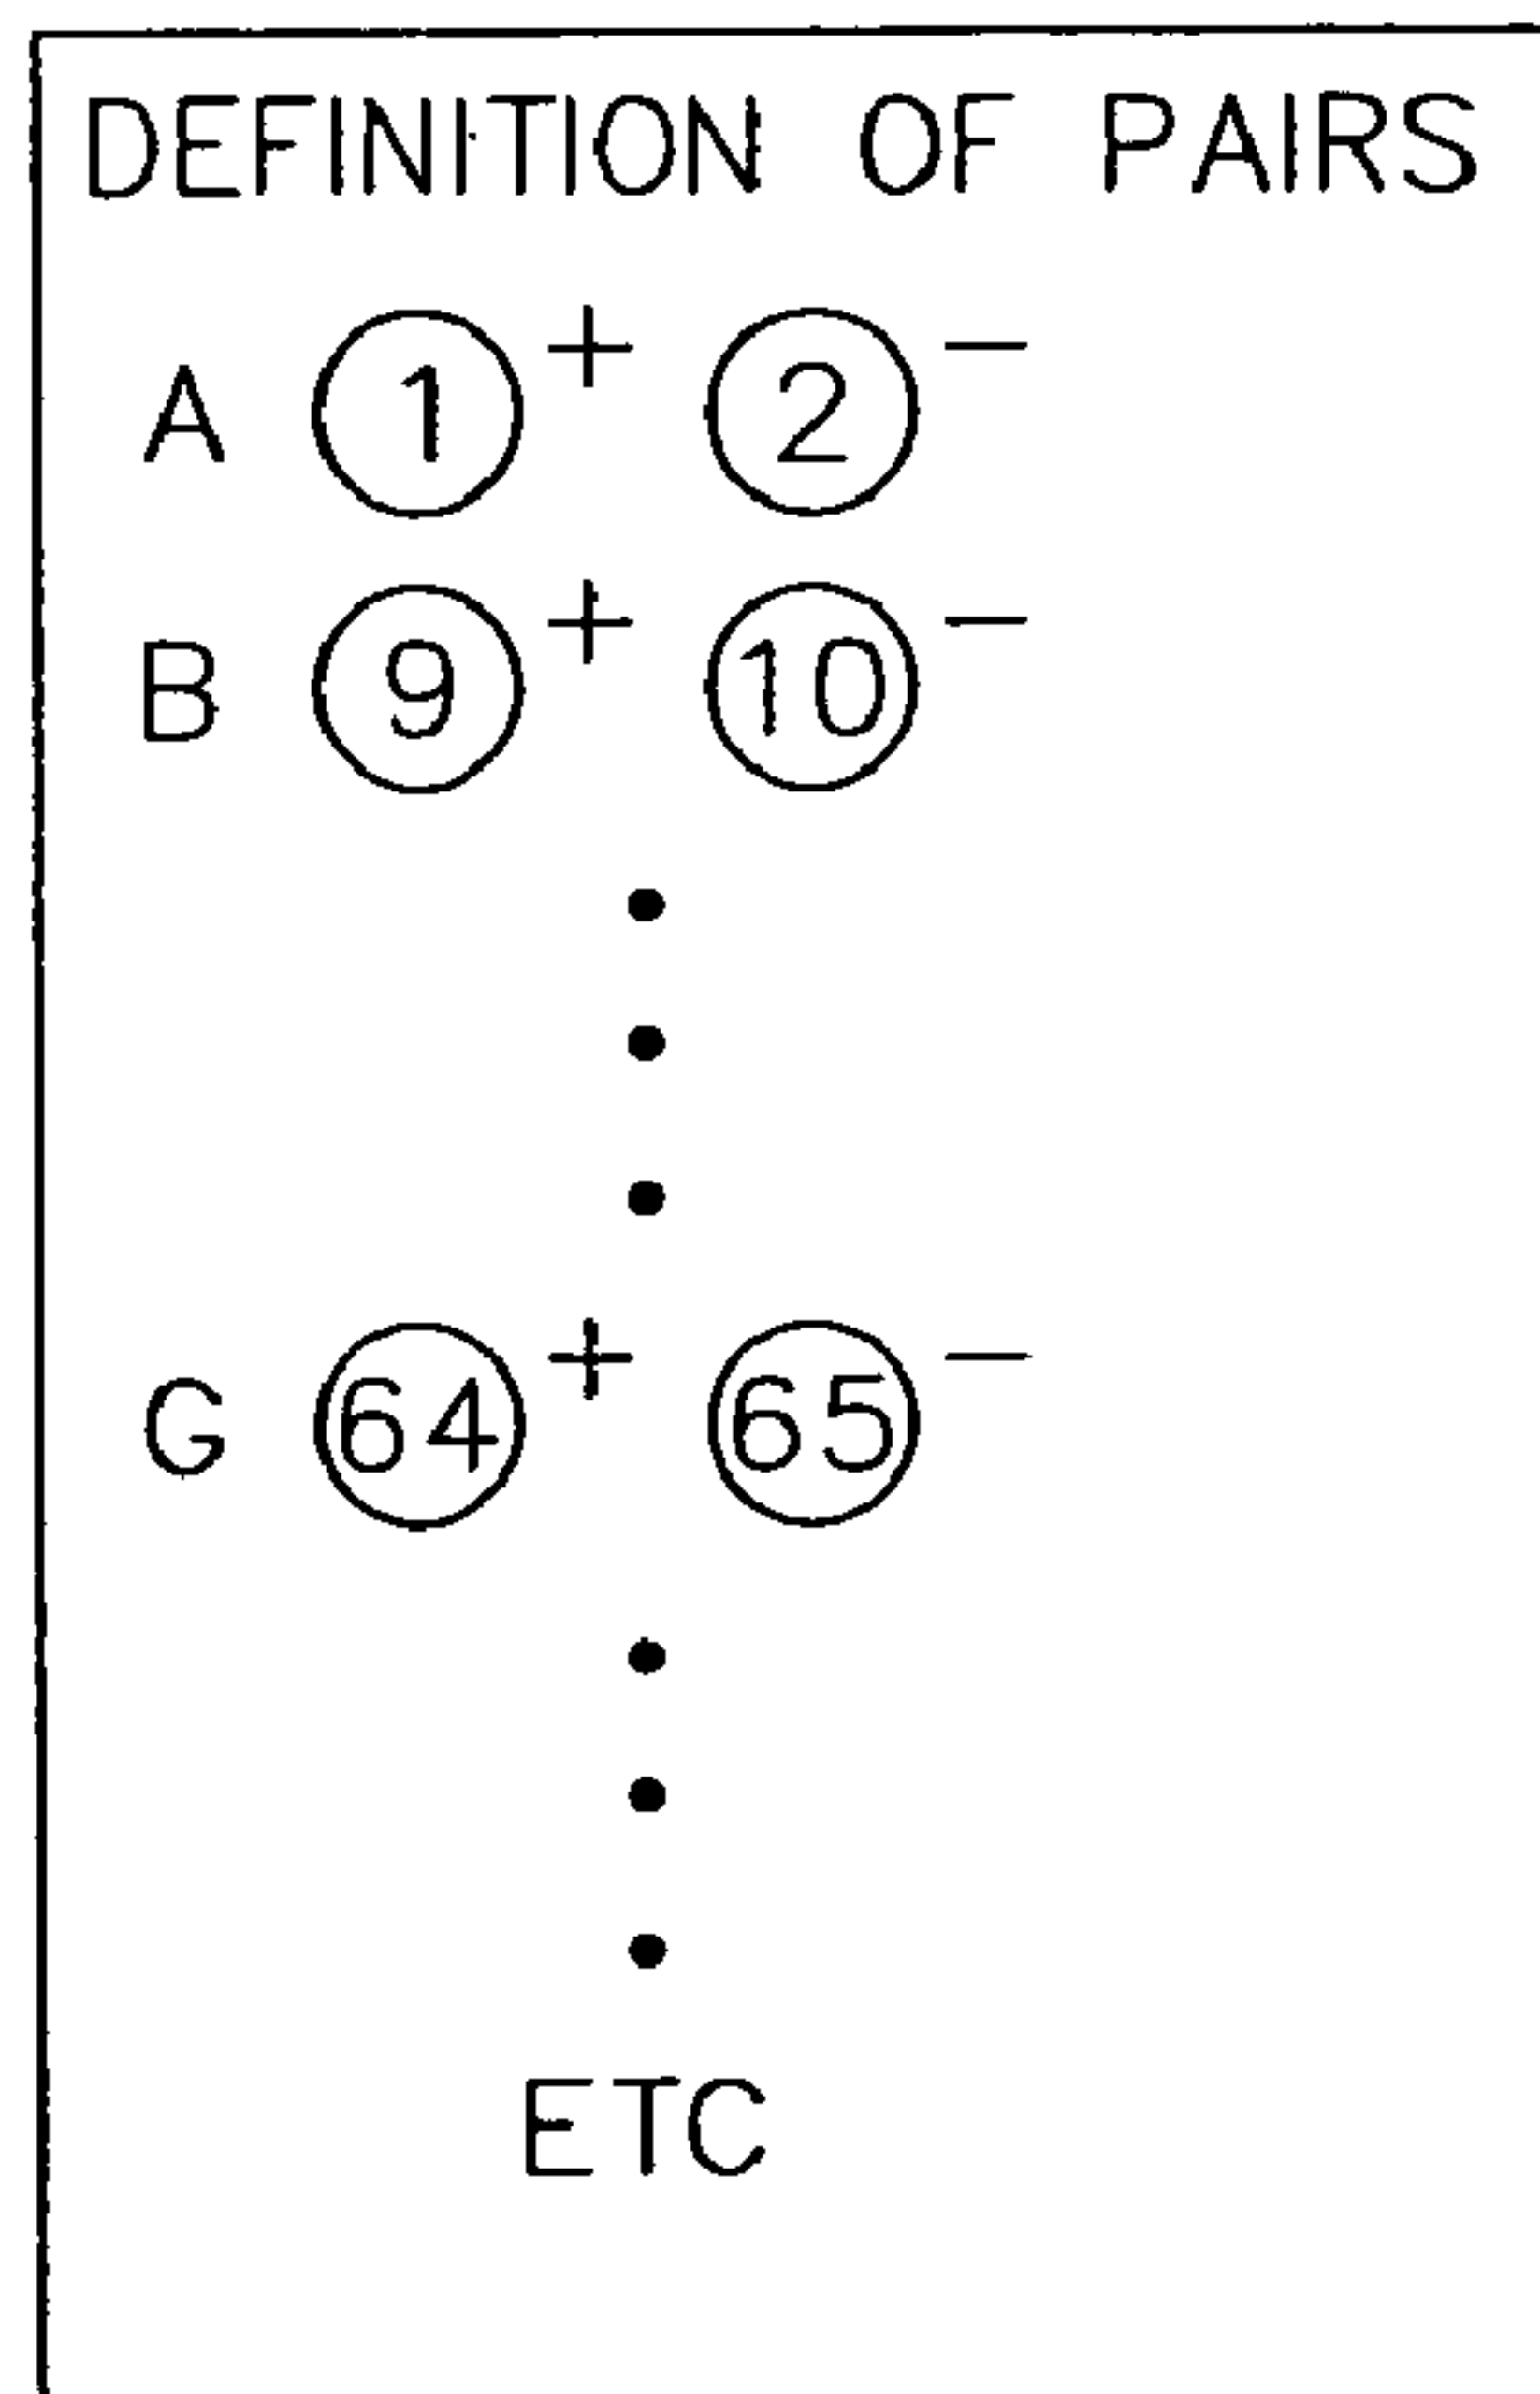 DEFINITION OF PAIRS
A 1+ 2−
B 9+ 10−
G 64+ 65−
ETC